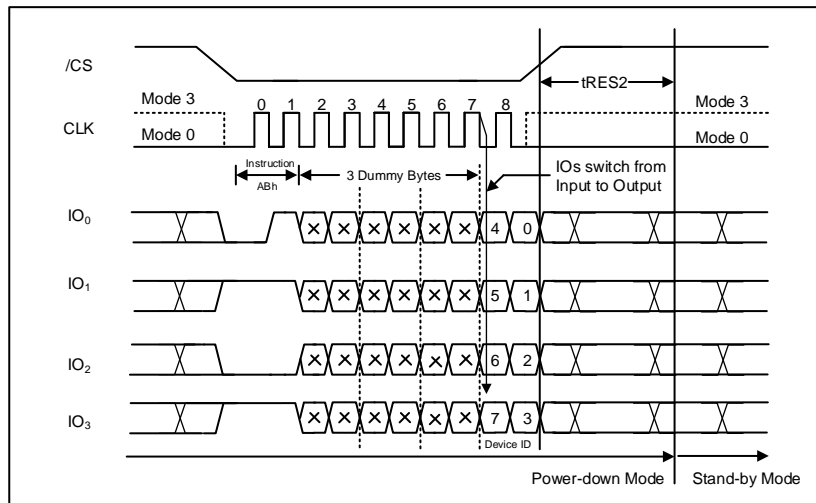 /CS
tRES2
Mode 3
0 1 2 3 4 5 6 7 8
Mode 3
CLK
Mode 0
Mode 0
Instruction
ABh
3 Dummy Bytes
IOs switch from
Input to Output
IO0
× × × × × × 4 0
IO1
× × × × × × 5 1
IO2
× × × × × × 6 2
IO3
× × × × × × 7 3
Device ID
Power-down Mode
Stand-by Mode